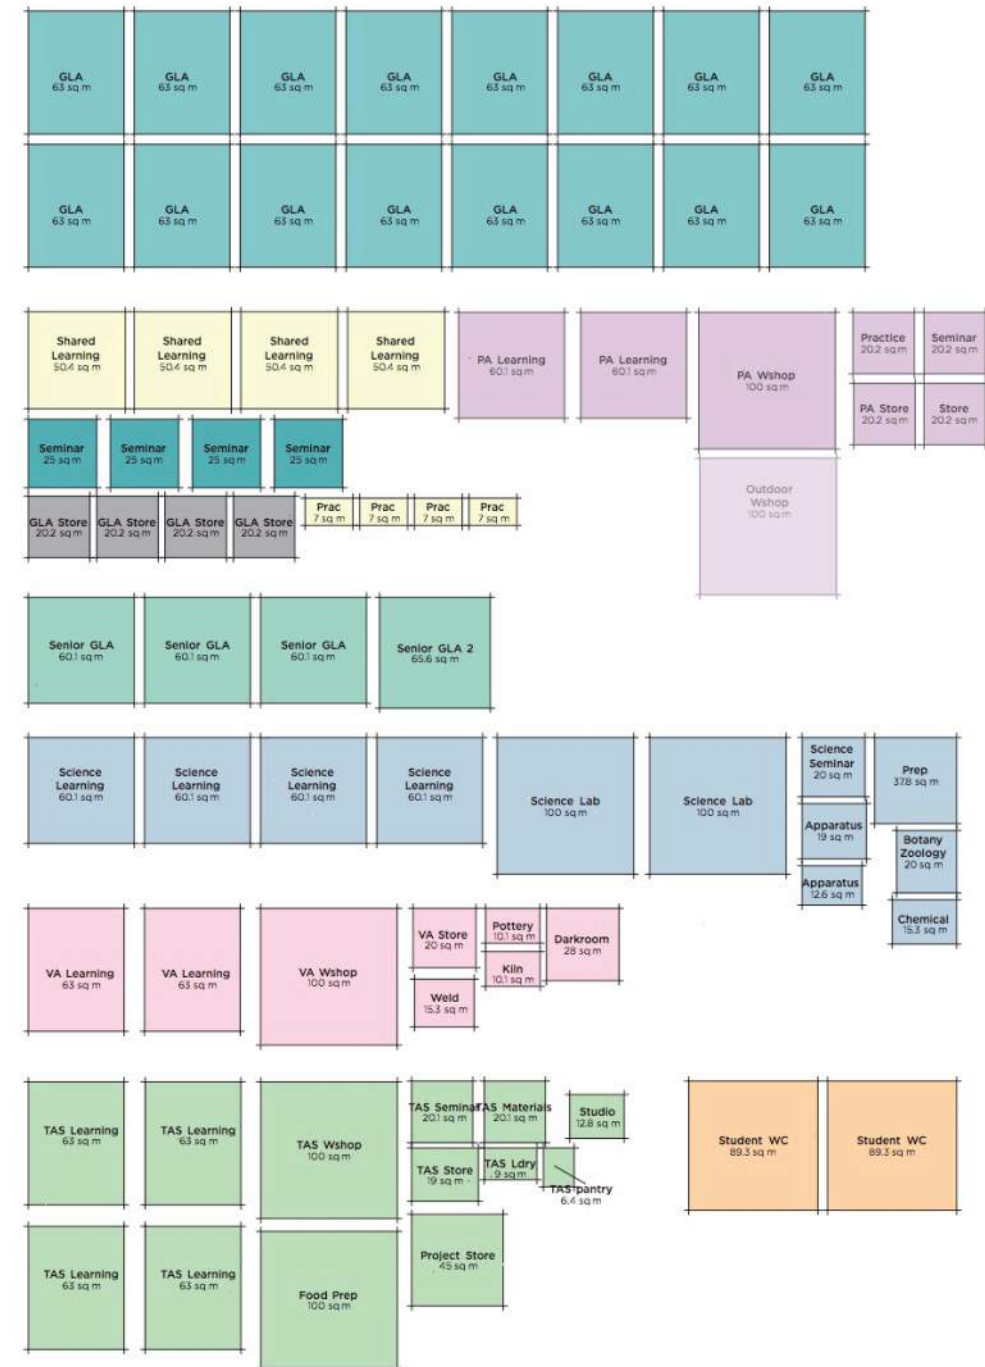 GLA GLA GLA GLA GLA GLA GLA GLA
63 sq m 63 sq m 63 sq m 63 sq m 63 sq m 63 sq m 63 sq m 63 sq m
GLA GLA GLA GLA GLA GLA GLA GLA
63 sq m 63 sq m 63 sq m 63 sq m 63 sq m 63 sq m 63 sq m 63 sq m
Shared
Learning
50.4 sq m
Shared
Learning
50.4 sq m
Shared
Learning
50.4 sq m
Shared
Learning
50.4 sq m
PA Learning
60.1 sq m
PA Learning
60.1 sq m
PA Wshop
100 sq m
Practice
20.2 sq m
Seminar
20.2 sq m
PA Store
20.2 sq m
Store
20.2 sq m
Seminar
25 sq m
Seminar
25 sq m
Seminar
25 sq m
Seminar
25 sq m
Outdoor
Wshop
100 sq m
GLA Store
20.2 sq m
GLA Store
20.2 sq m
GLA Store
20.2 sq m
GLA Store
20.2 sq m
Prac
7 sq m
Prac
7 sq m
Prac
7 sq m
Prac
7 sq m
Senior GLA
60.1 sq m
Senior GLA
60.1 sq m
Senior GLA
60.1 sq m
Senior GLA 2
65.6 sq m
Science
Learning
60.1 sq m
Science
Learning
60.1 sq m
Science
Learning
60.1 sq m
Science
Learning
60.1 sq m
Science Lab
100 sq m
Science Lab
100 sq m
Science
Seminar
20 sq m
Prep
37.8 sq m
Apparatus
19 sq m
Botany
Zoology
20 sq m
Apparatus
12.6 sq m
Chemical
15.3 sq m
VA Learning
63 sq m
VA Learning
63 sq m
VA Wshop
100 sq m
VA Store
20 sq m
Pottery
10.1 sq m
Darkroom
28 sq m
Kiln
10.1 sq m
Weld
15.3 sq m
TAS Learning
63 sq m
TAS Learning
63 sq m
TAS Wshop
100 sq m
TAS Seminar
20.1 sq m
TAS Materials
20.1 sq m
Studio
12.8 sq m
TAS Store
19 sq m
TAS Ldry
9 sq m
TAS pantry
6.4 sq m
Student WC
89.3 sq m
Student WC
89.3 sq m
TAS Learning
63 sq m
TAS Learning
63 sq m
Food Prep
100 sq m
Project Store
45 sq m